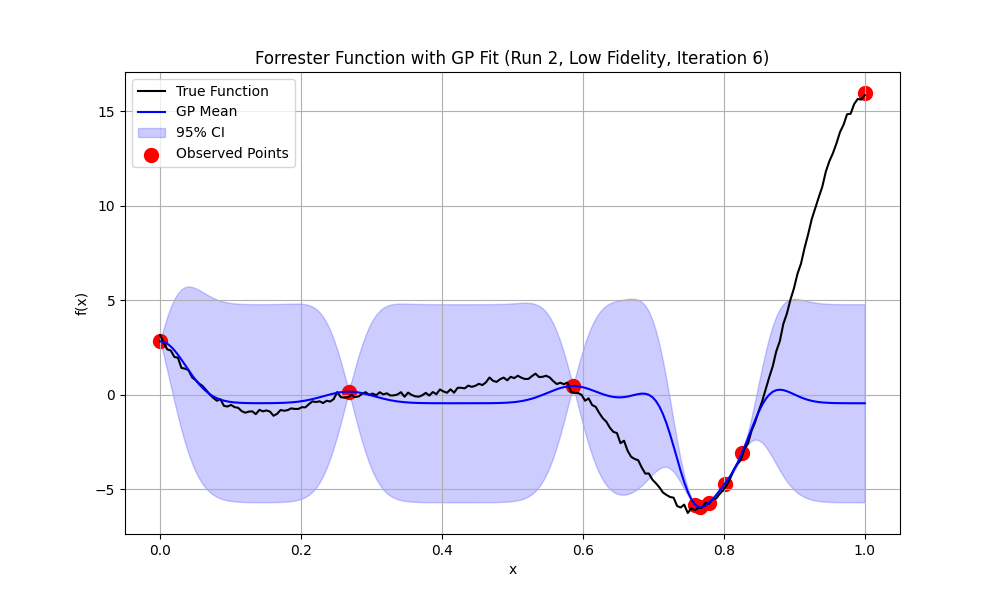 Forrester Function with GP Fit (Run 2, Low Fidelity, Iteration 6)
True Function
GP Mean
95% CI
Observed Points
f(x)
15
10
5
0
−5
0.0 0.2 0.4 0.6 0.8 1.0
x